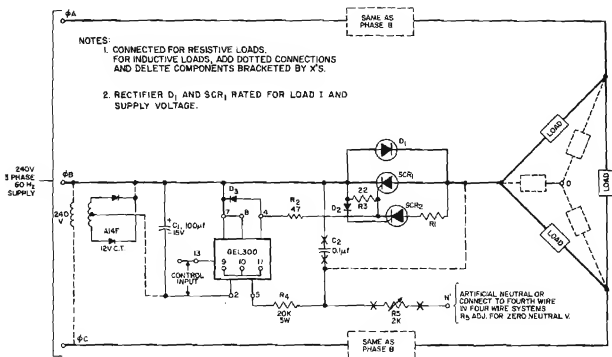 φA
SAME AS
PHASE B
NOTES:
1. CONNECTED FOR RESISTIVE LOADS.
FOR INDUCTIVE LOADS, ADD DOTTED CONNECTIONS
AND DELETE COMPONENTS BRACKETED BY X'S.
2. RECTIFIER D1 AND SCR1 RATED FOR LOAD I AND
SUPPLY VOLTAGE.
D1
LOAD
240V
3 PHASE
60 Hz
SUPPLY
φB
SCR1
O
LOAD
240
V
A14F
12V C.T.
+
C1, 100μf
15V
D3
7
8
4
R2
47
22
R3
D2
SCR2
R1
GEL300
13
9
10
11
CONTROL
INPUT
2
5
C2
0.1μf
LOAD
R4
20K
5W
R5
2K
N'
ARTIFICIAL NEUTRAL OR
CONNECT TO FOURTH WIRE
IN FOUR WIRE SYSTEMS
R5 ADJ. FOR ZERO NEUTRAL V.
φC
SAME AS
PHASE B